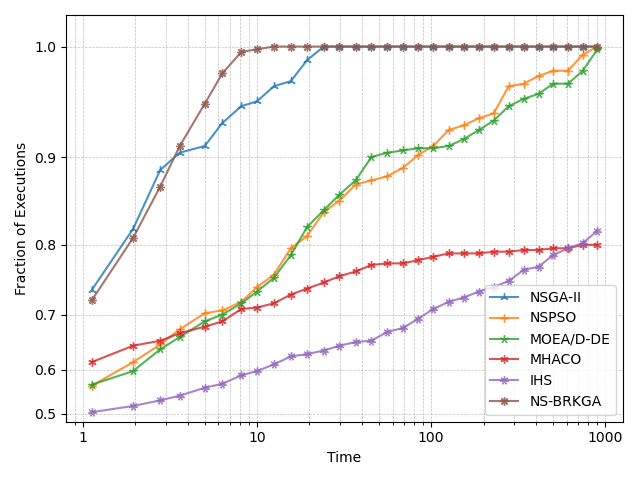 1.0
0.9
0.8
0.7
0.6
0.5
Fraction of Executions
1 10 100 1000
Time
NSGA-II
NSPSO
MOEA/D-DE
MHACO
IHS
NS-BRKGA